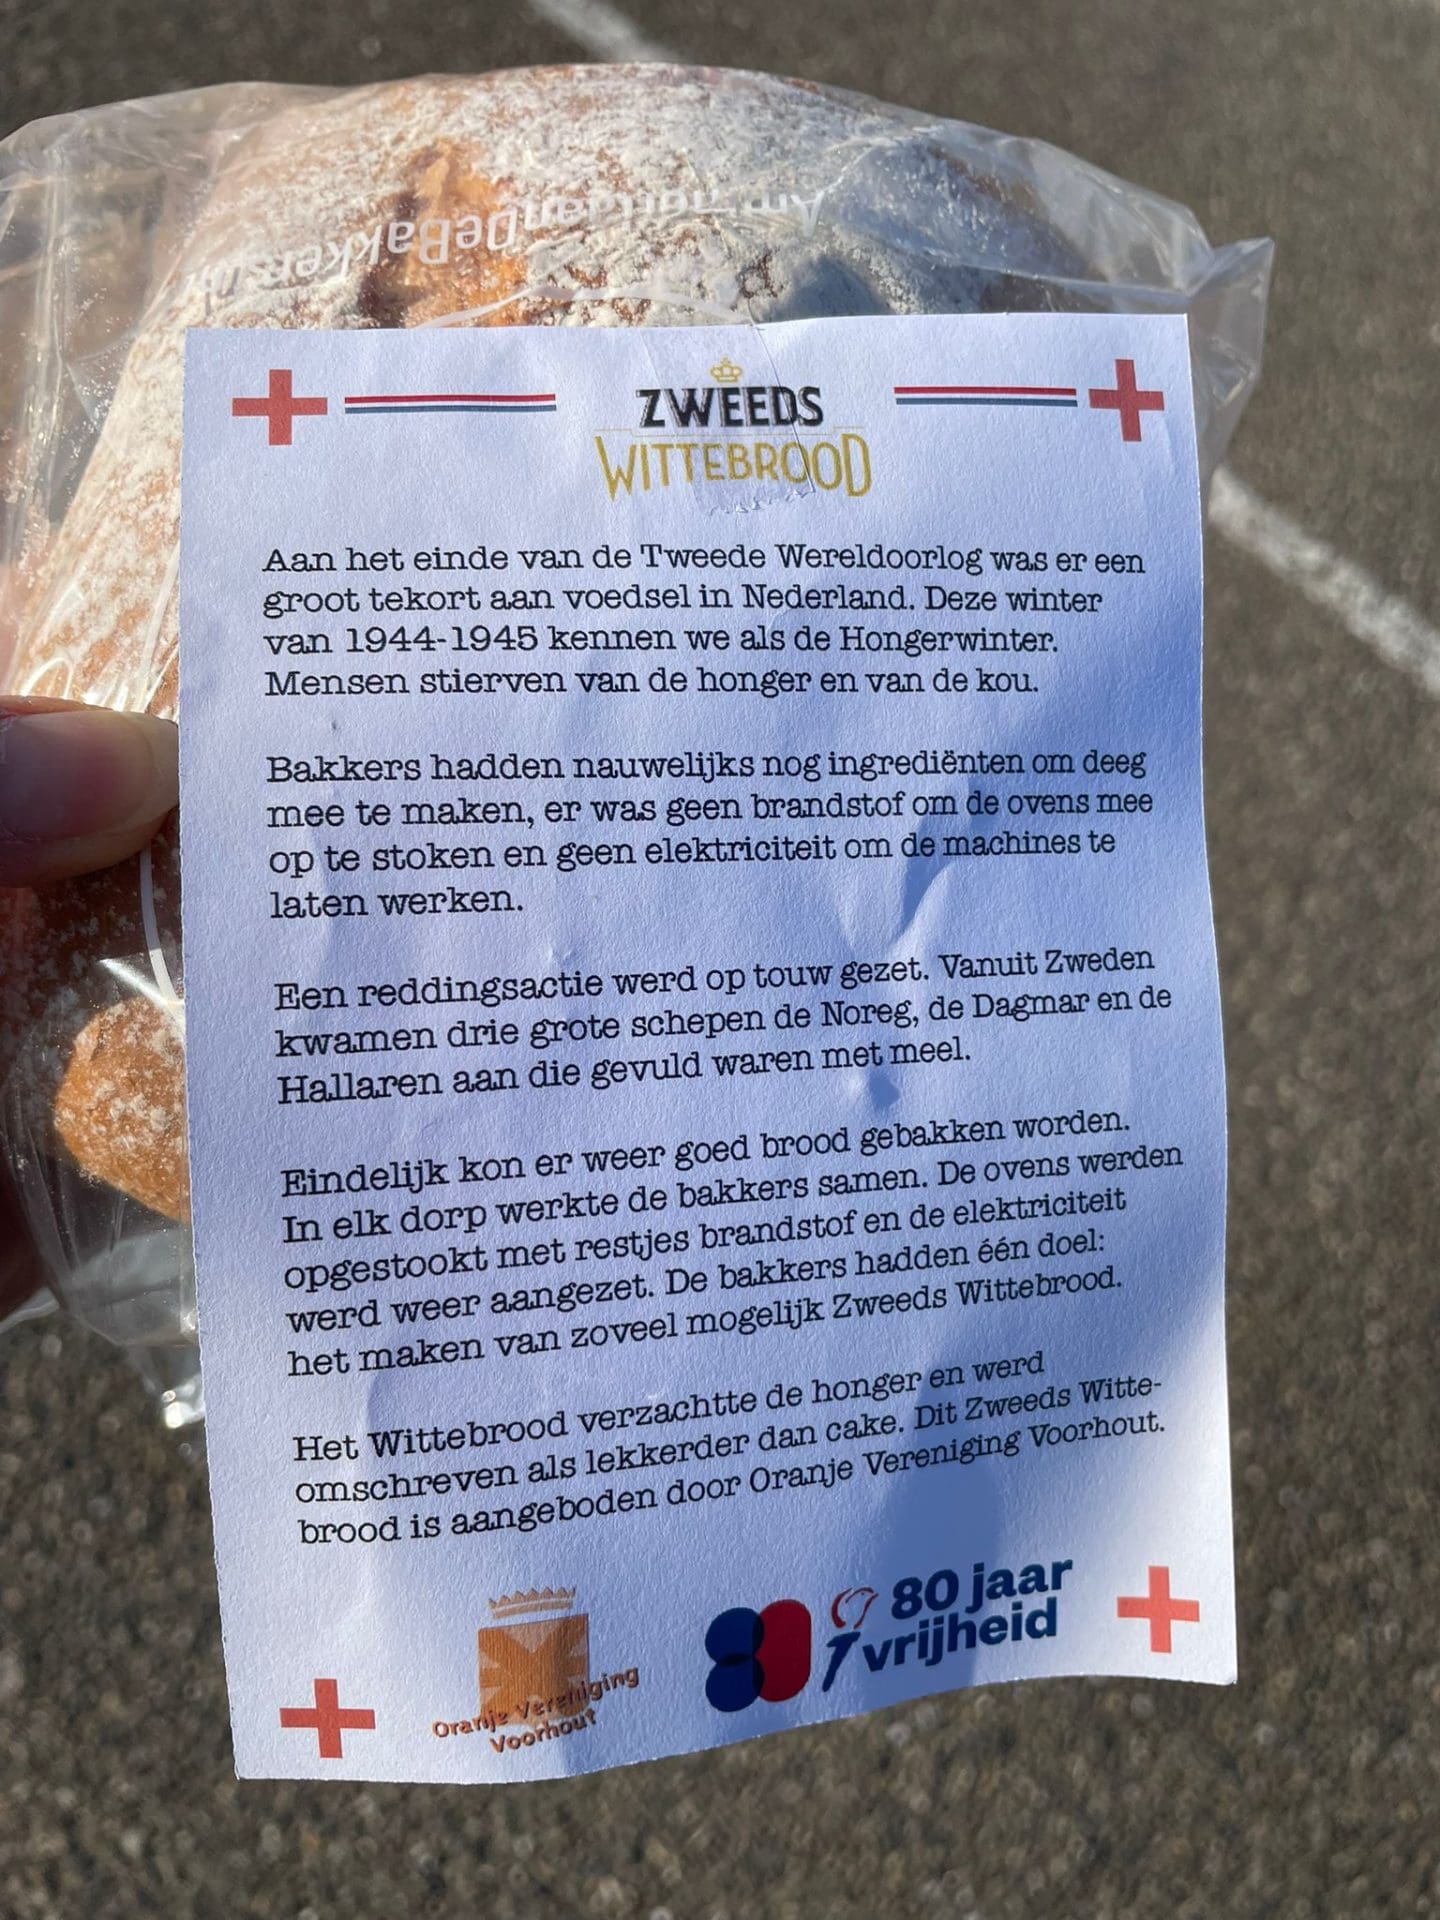 AmbachtaanDeBakkersdijk
ZWEEDS
WITTEBROOD
Aan het einde van de Tweede Wereldoorlog was er een
groot tekort aan voedsel in Nederland. Deze winter
van 1944-1945 kennen we als de Hongerwinter.
Mensen stierven van de honger en van de kou.
Bakkers hadden nauwelijks nog ingrediënten om deeg
mee te maken, er was geen brandstof om de ovens mee
op te stoken en geen elektriciteit om de machines te
laten werken.
Een reddingsactie werd op touw gezet. Vanuit Zweden
kwamen drie grote schepen de Noreg, de Dagmar en de
Hallaren aan die gevuld waren met meel.
Eindelijk kon er weer goed brood gebakken worden.
In elk dorp werkte de bakkers samen. De ovens werden
opgestookt met restjes brandstof en de elektriciteit
werd weer aangezet. De bakkers hadden één doel:
het maken van zoveel mogelijk Zweeds Wittebrood.
Het Wittebrood verzachtte de honger en werd
omschreven als lekkerder dan cake. Dit Zweeds Witte-
brood is aangeboden door Oranje Vereniging Voorhout.
Oranje Vereniging
Voorhout
80 jaar
vrijheid